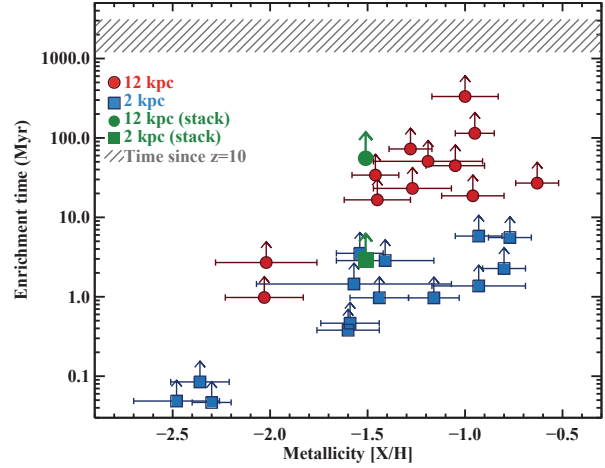 1000.0
100.0
10.0
1.0
0.1
Enrichment time (Myr)
12 kpc
2 kpc
12 kpc (stack)
2 kpc (stack)
Time since z=10
−2.5 −2.0 −1.5 −1.0 −0.5
Metallicity [X/H]